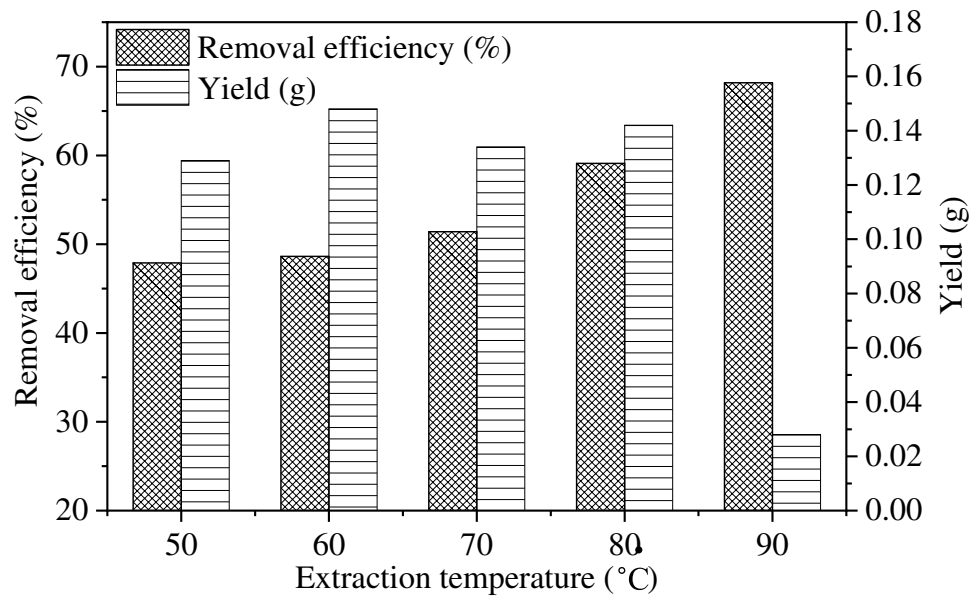 Removal efficiency (%)
Yield (g)
Removal efficiency (%)
70
60
50
40
30
20
0.18
0.16
0.14
0.12
0.10
0.08
0.06
0.04
0.02
0.00
Yield (g)
50 60 70 80 90
Extraction temperature (°C)